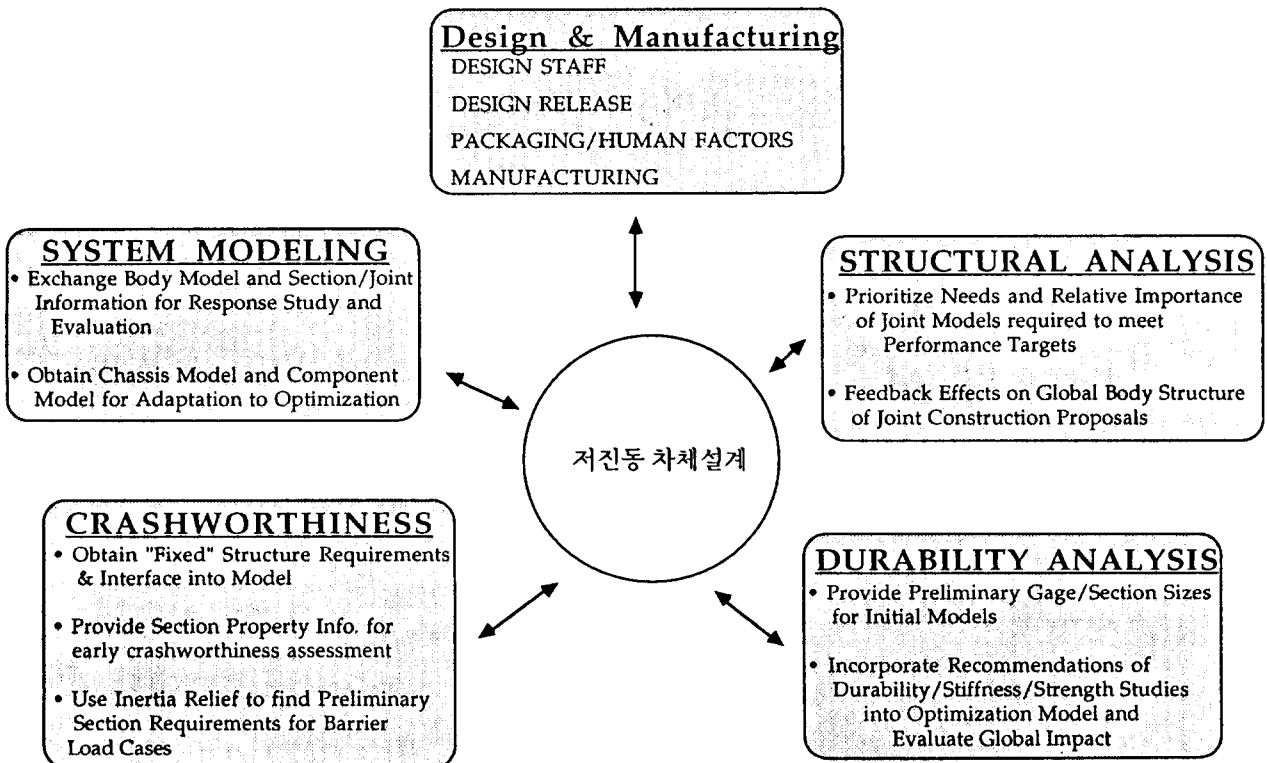 Design & Manufacturing
DESIGN STAFF
DESIGN RELEASE
PACKAGING/HUMAN FACTORS
MANUFACTURING
SYSTEM MODELING
• Exchange Body Model and Section/Joint
Information for Response Study and
Evaluation
• Obtain Chassis Model and Component
Model for Adaptation to Optimization
STRUCTURAL ANALYSIS
• Prioritize Needs and Relative Importance
of Joint Models required to meet
Performance Targets
• Feedback Effects on Global Body Structure
of Joint Construction Proposals
저진동 차체설계
CRASHWORTHINESS
• Obtain "Fixed" Structure Requirements
& Interface into Model
• Provide Section Property Info. for
early crashworthiness assessment
• Use Inertia Relief to find Preliminary
Section Requirements for Barrier
Load Cases
DURABILITY ANALYSIS
• Provide Preliminary Gage/Section Sizes
for Initial Models
• Incorporate Recommendations of
Durability/Stiffness/Strength Studies
into Optimization Model and
Evaluate Global Impact